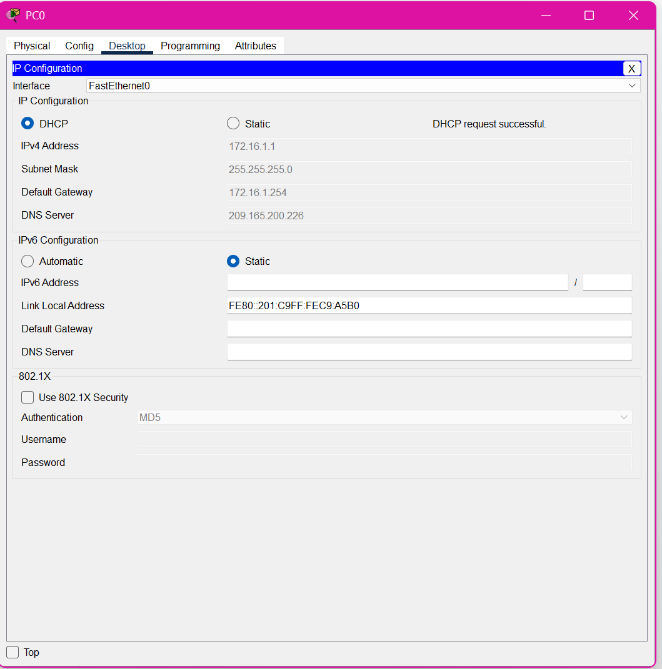 PC0
Physical Config Desktop Programming Attributes
IP Configuration X
Interface FastEthernet0
IP Configuration
DHCP Static DHCP request successful.
IPv4 Address 172.16.1.1
Subnet Mask 255.255.255.0
Default Gateway 172.16.1.254
DNS Server 209.165.200.226
IPv6 Configuration
Automatic Static
IPv6 Address /
Link Local Address FE80::201:C9FF:FEC9:A5B0
Default Gateway
DNS Server
802.1X
Use 802.1X Security
Authentication MD5
Username
Password
Top